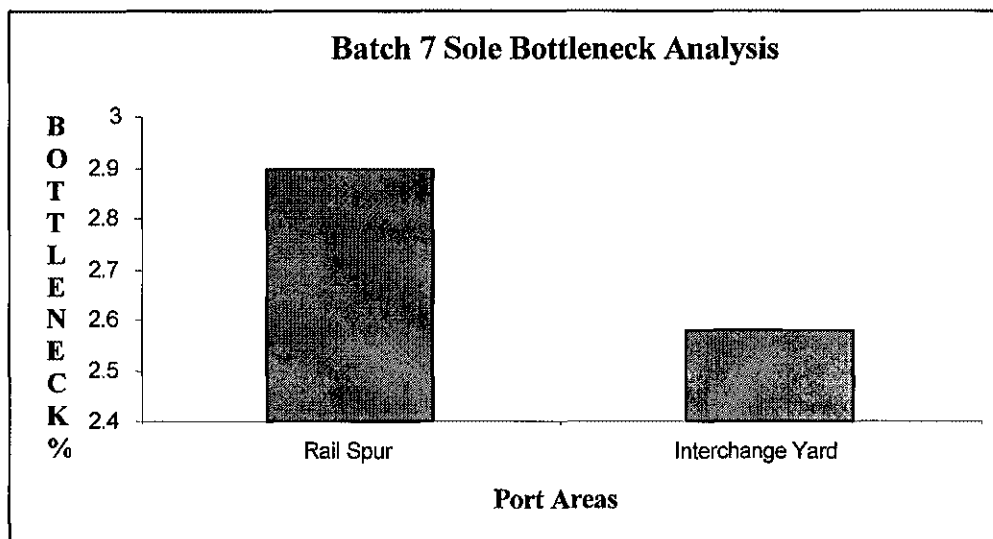 Batch 7 Sole Bottleneck Analysis
BOTTLENECK %
3
2.9
2.8
2.7
2.6
2.5
2.4
Rail Spur
Interchange Yard
Port Areas